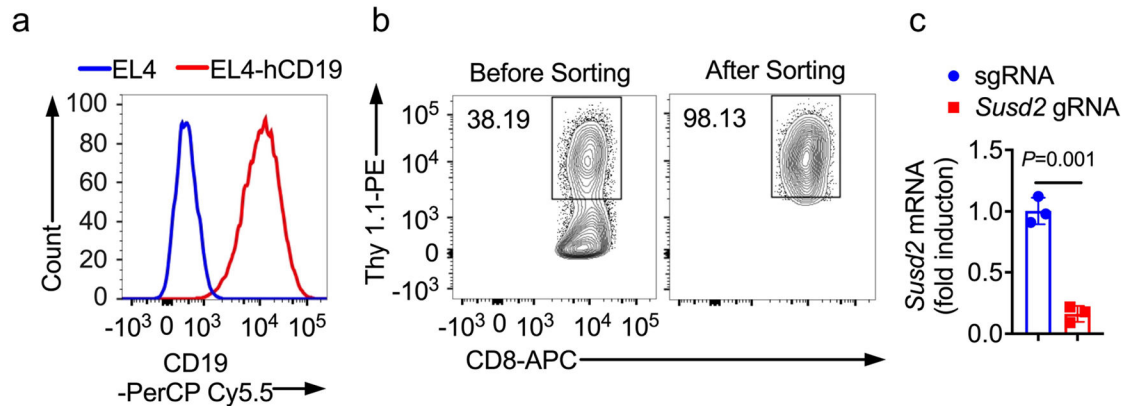 a
EL4 EL4-hCD19
Count
100
80
60
40
20
0
-10³ 0 10³ 10⁴ 10⁵
CD19
-PerCP Cy5.5
b
Before Sorting After Sorting
Thy 1.1-PE
10⁵
10⁴
10³
0
-10³
38.19
98.13
-10³ 0 10³ 10⁴ 10⁵
CD8-APC
c
sgRNA
Susd2 gRNA
Susd2 mRNA
(fold inducton)
1.5
1.0
0.5
0.0
P=0.001